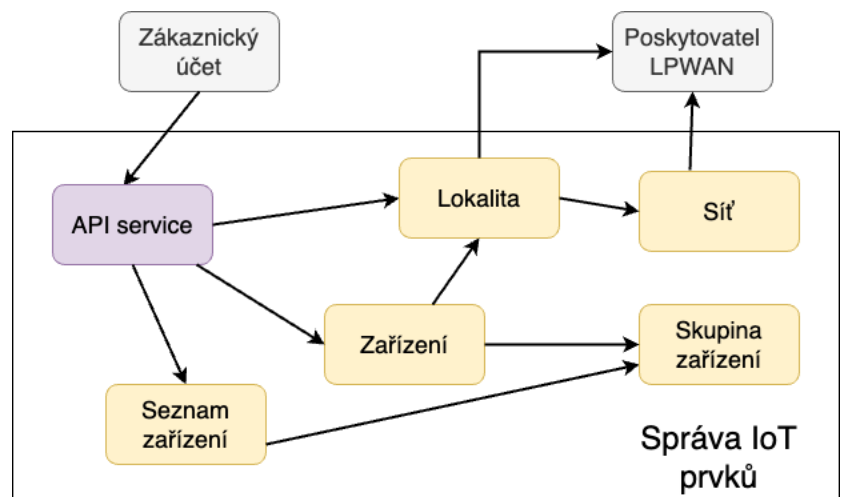 Zákaznický
účet
Poskytovatel
LPWAN
API service
Lokalita
Síť
Zařízení
Skupina
zařízení
Seznam
zařízení
Správa IoT
prvků